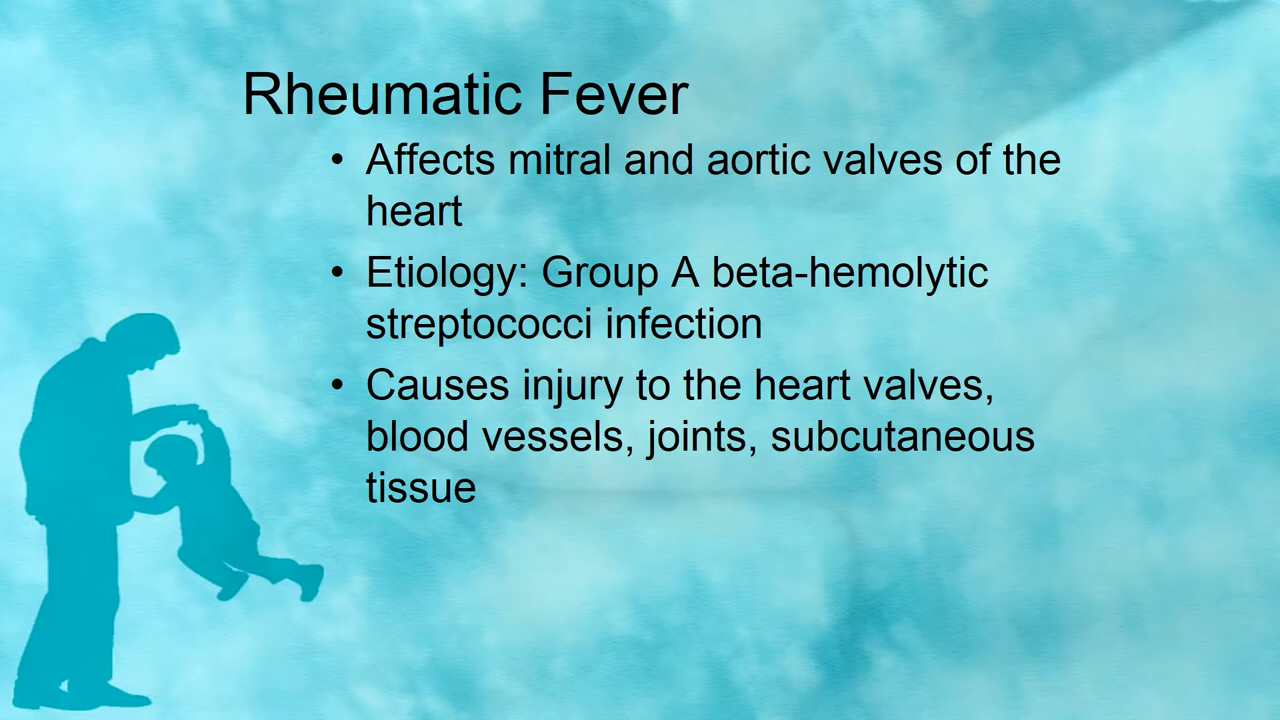 Rheumatic Fever
• Affects mitral and aortic valves of the
heart
• Etiology: Group A beta-hemolytic
streptococci infection
• Causes injury to the heart valves,
blood vessels, joints, subcutaneous
tissue